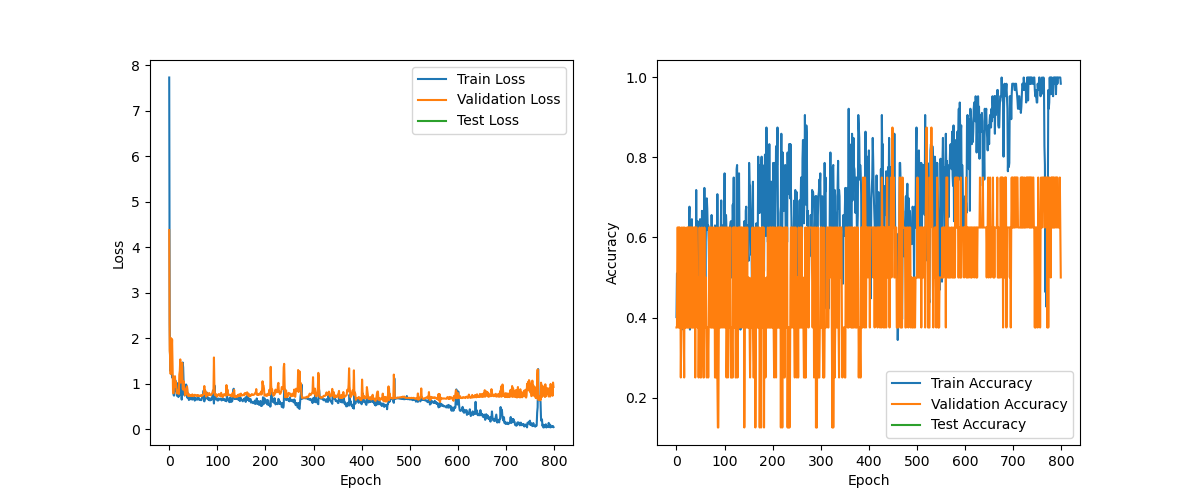 8
7
6
5
4
3
2
1
0
Loss
0 100 200 300 400 500 600 700 800
Epoch
Train Loss
Validation Loss
Test Loss
1.0
0.8
0.6
0.4
0.2
Accuracy
0 100 200 300 400 500 600 700 800
Epoch
Train Accuracy
Validation Accuracy
Test Accuracy